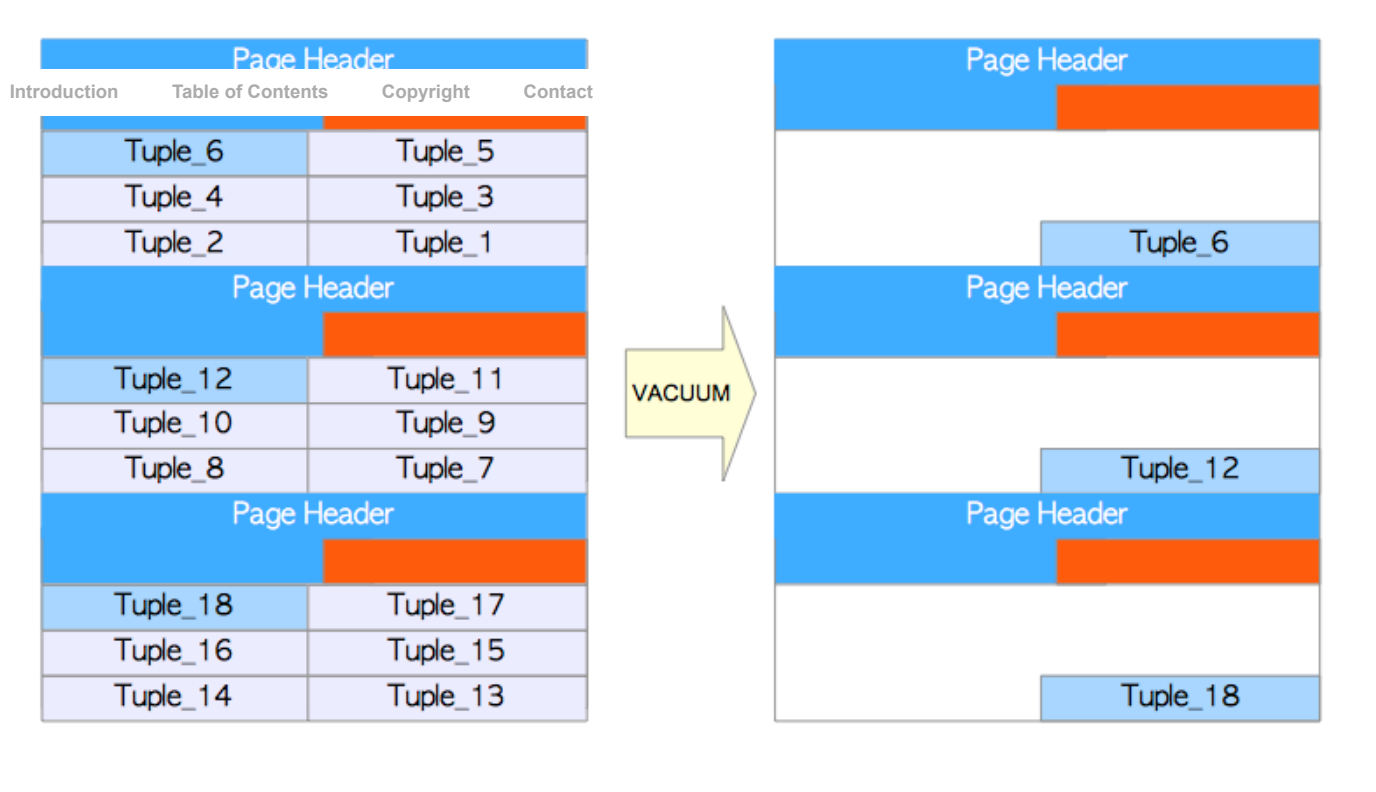 Page Header
Introduction Table of Contents Copyright Contact
Tuple_6 Tuple_5
Tuple_4 Tuple_3
Tuple_2 Tuple_1
Page Header
Tuple_12 Tuple_11
Tuple_10 Tuple_9
Tuple_8 Tuple_7
Page Header
Tuple_18 Tuple_17
Tuple_16 Tuple_15
Tuple_14 Tuple_13
VACUUM
Page Header
Tuple_6
Page Header
Tuple_12
Page Header
Tuple_18